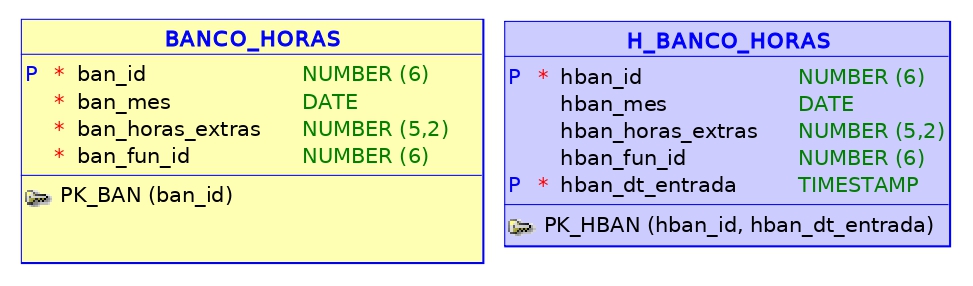 BANCO_HORAS
P * ban_id NUMBER (6)
* ban_mes DATE
* ban_horas_extras NUMBER (5,2)
* ban_fun_id NUMBER (6)
PK_BAN (ban_id)
H_BANCO_HORAS
P * hban_id NUMBER (6)
hban_mes DATE
hban_horas_extras NUMBER (5,2)
hban_fun_id NUMBER (6)
P * hban_dt_entrada TIMESTAMP
PK_HBAN (hban_id, hban_dt_entrada)